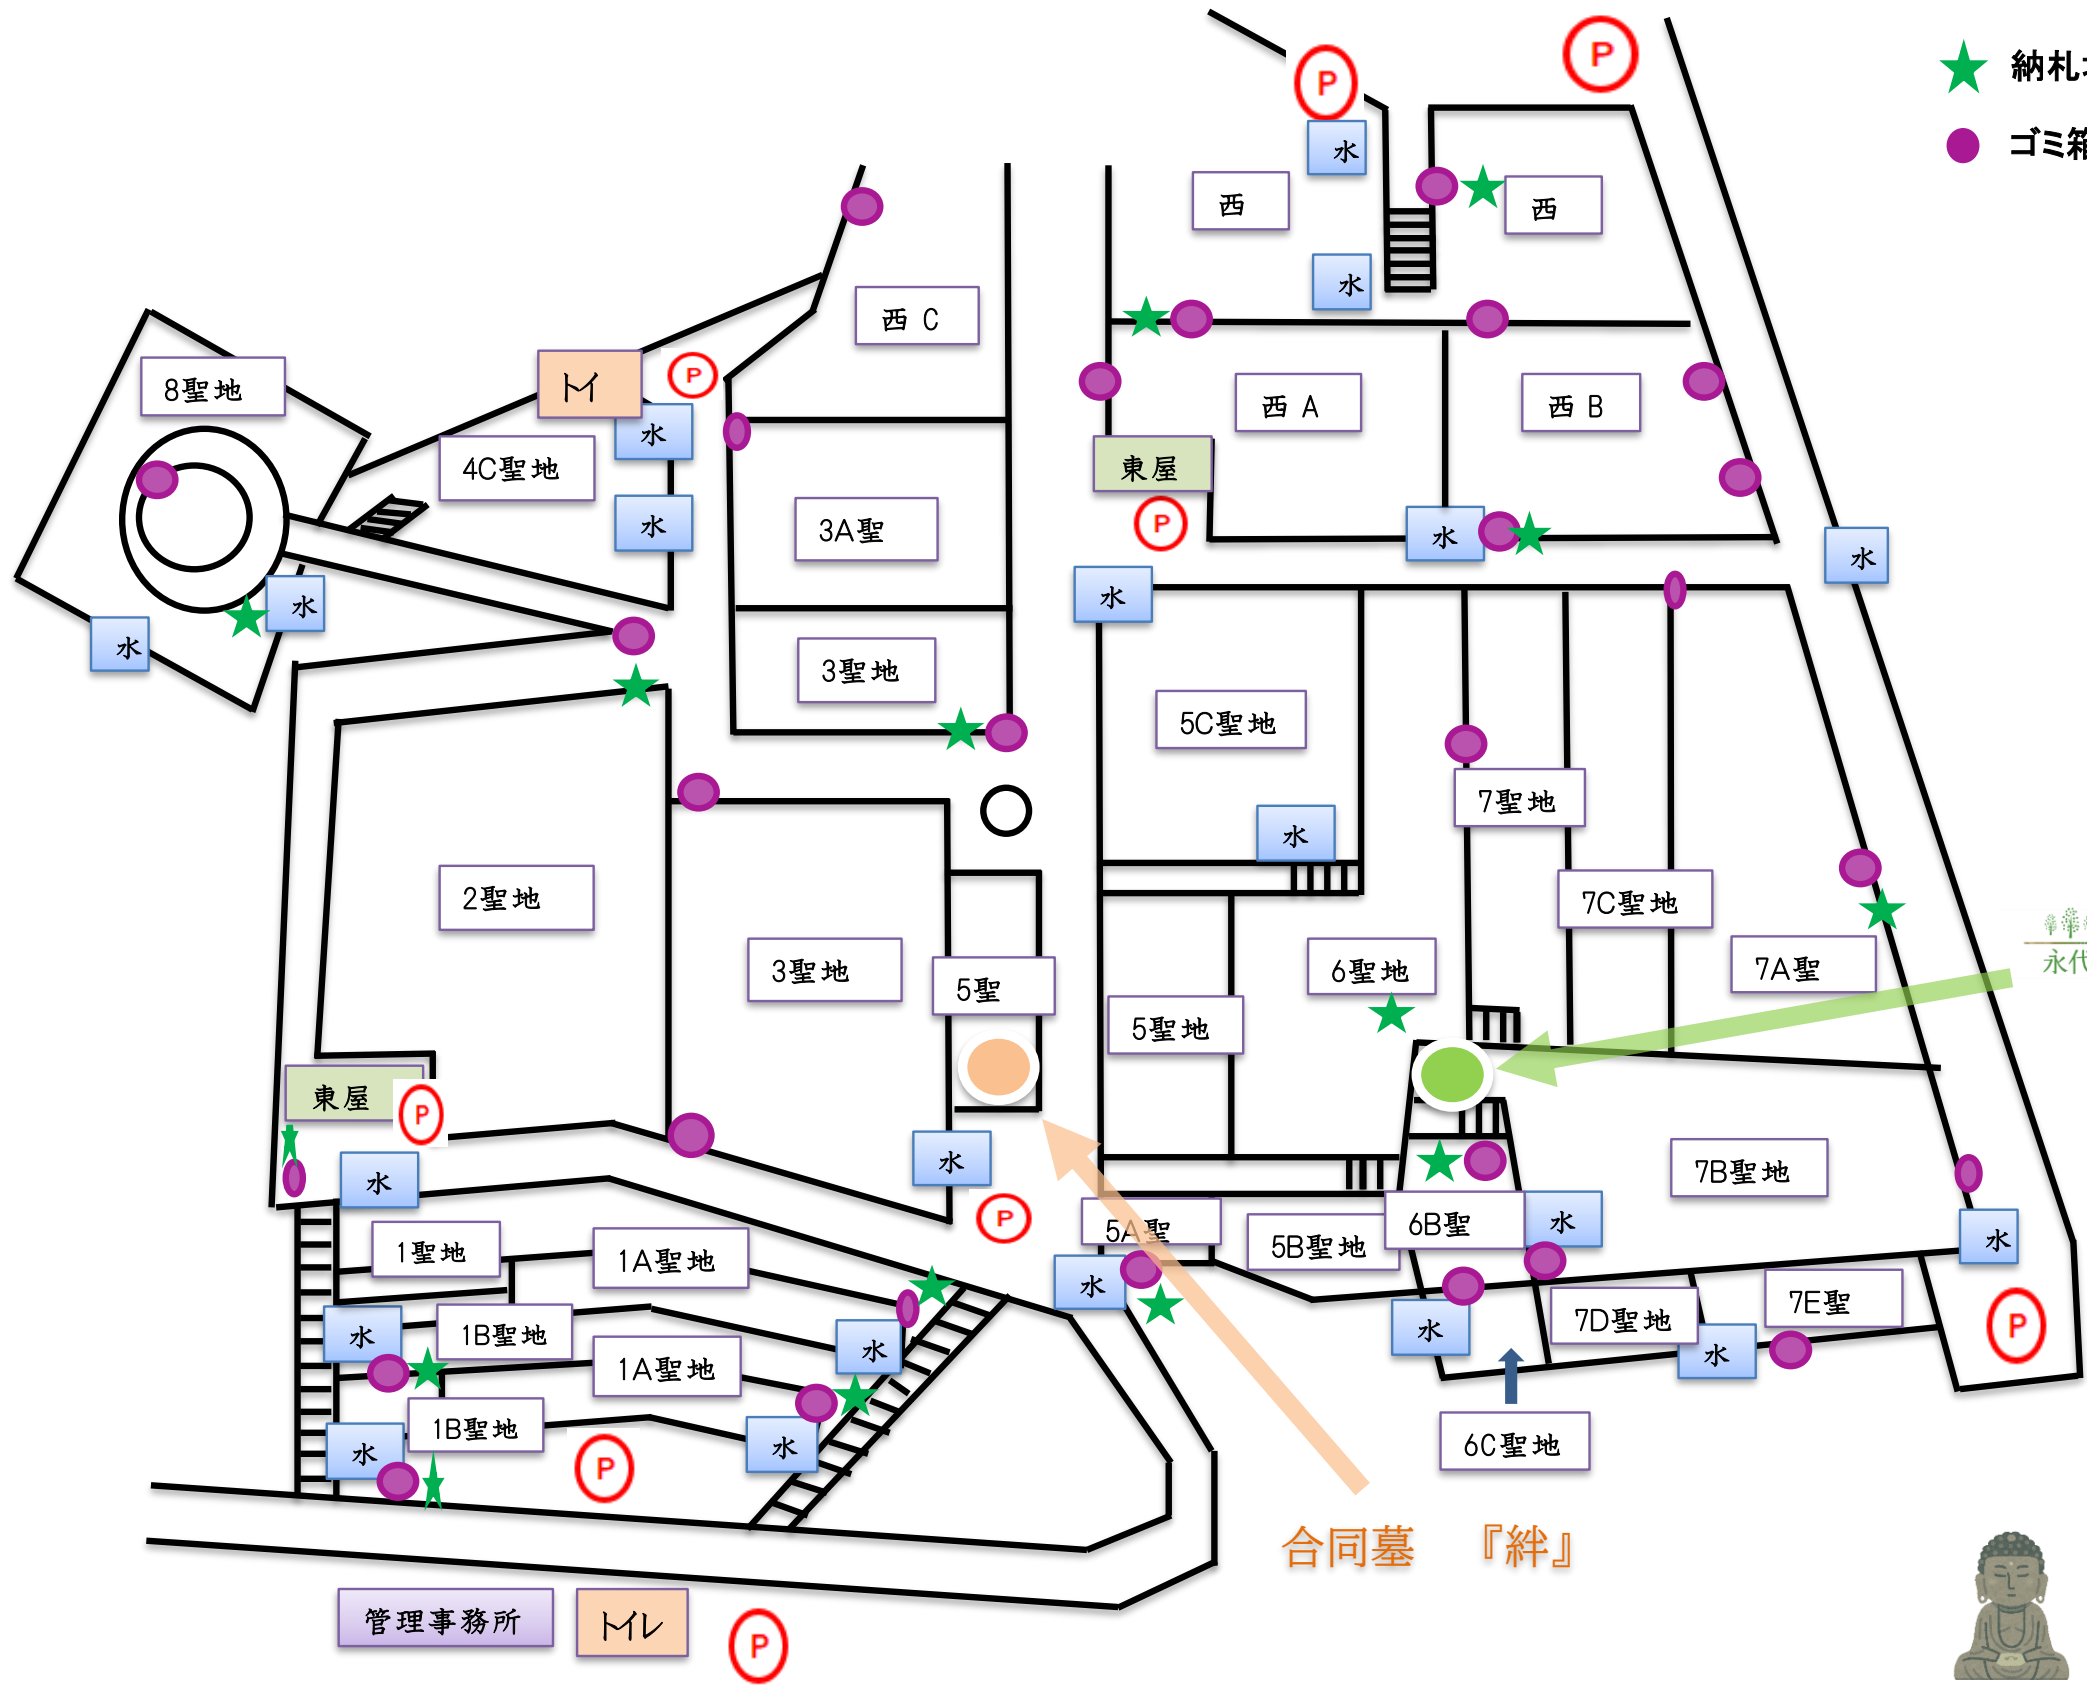 P
P
納札
ゴミ箱
水
西
西
水
西 C
8聖地
トイ
P
水
4C聖地
水
西 A
西 B
東屋
P
水
水
3A聖
水
水
水
3聖地
5C聖地
7聖地
水
2聖地
3聖地
5聖
6聖地
7C聖地
7A聖
永代
5聖地
東屋
P
水
水
P
7B聖地
5A聖
5B聖地
6B聖
水
水
1聖地
1A聖地
水
水
7D聖地
7E聖
P
水
1B聖地
水
水
1A聖地
1B聖地
6C聖地
水
水
P
合同墓 『絆』
管理事務所
トイレ
P